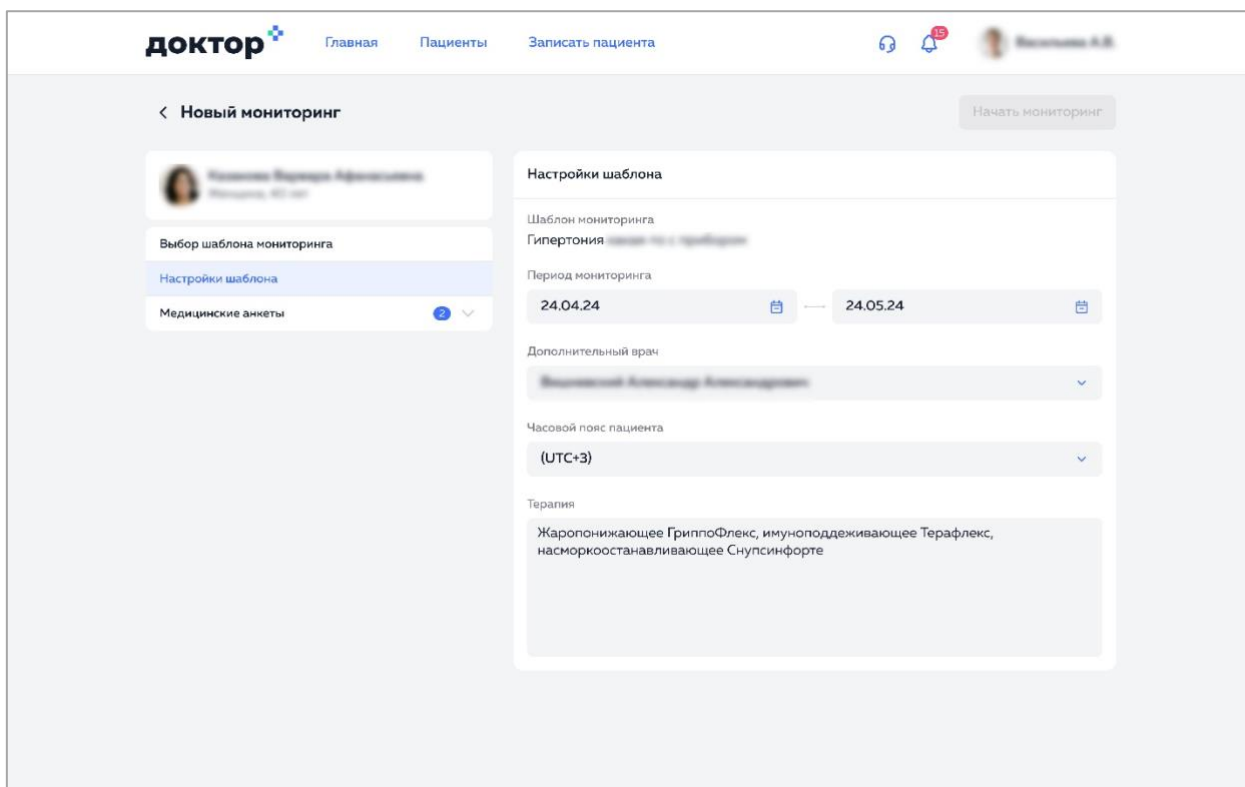 доктор
Главная
Пациенты
Записать пациента
15
Новый мониторинг
Начать мониторинг
Выбор шаблона мониторинга
Настройки шаблона
Медицинские анкеты
2
Настройки шаблона
Шаблон мониторинга
Гипертония
Период мониторинга
24.04.24 — 24.05.24
Дополнительный врач
Часовой пояс пациента
(UTC+3)
Терапия
Жаропонижающее ГриппоФлекс, имуноподдеживающее Терафлекс,
насморкоостанавливающее Снупсинфорте